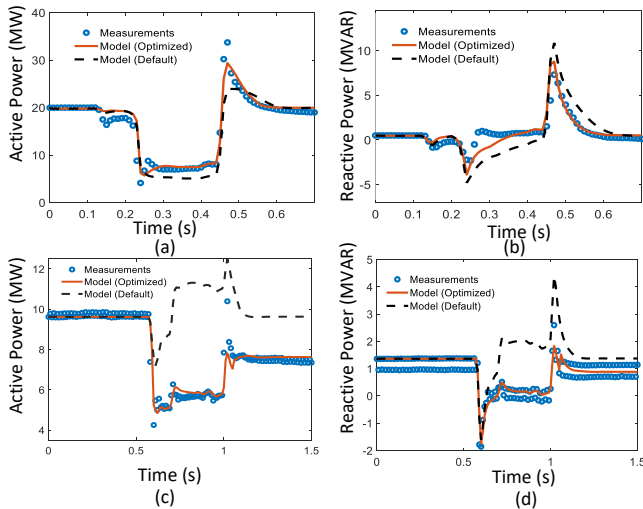 Active Power (MW)
40
30
20
10
0
0.1
0.2
0.3
0.4
0.5
0.6
Measurements
Model (Optimized)
Model (Default)
Time (s)
(a)
Reactive Power (MVAR)
10
5
0
-5
0
0.1
0.2
0.3
0.4
0.5
0.6
Measurements
Model (Optimized)
Model (Default)
Time (s)
(b)
Active Power (MW)
12
10
8
6
4
0
0.5
1
1.5
Measurements
Model (Optimized)
Model (Default)
Time (s)
(c)
Reactive Power (MVAR)
5
4
3
2
1
0
-1
-2
0
0.5
1
1.5
Measurements
Model (Optimized)
Model (Default)
Time (s)
(d)